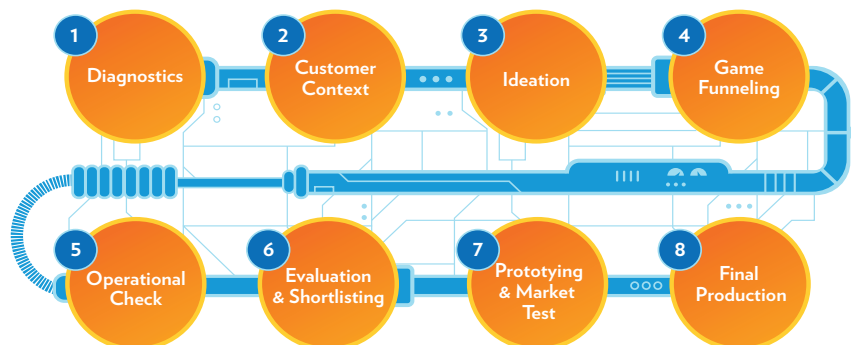 1
Diagnostics
2
Customer
Context
3
Ideation
4
Game
Funneling
5
Operational
Check
6
Evaluation
& Shortlisting
7
Prototying
& Market
Test
8
Final
Production